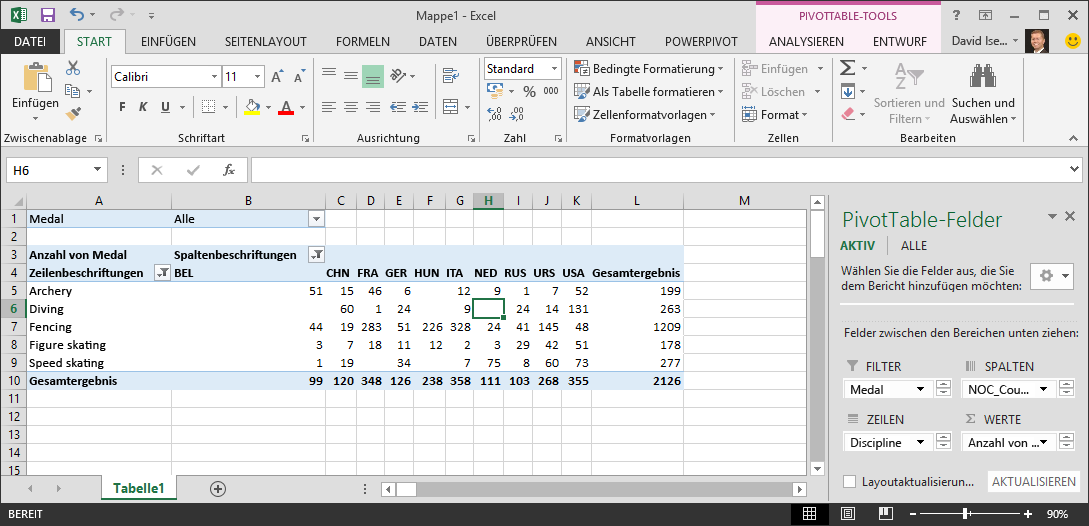 Mappe1 - Excel
PIVOTTABLE-TOOLS
?
DATEI START EINFÜGEN SEITENLAYOUT FORMELN DATEN ÜBERPRÜFEN ANSICHT POWERPIVOT ANALYSIEREN ENTWURF David Ise...
Einfügen
Calibri 11
F K U
Standard
% 000
Bedingte Formatierung
Als Tabelle formatieren
Zellenformatvorlagen
Einfügen
Löschen
Format
Sortieren und Filtern
Suchen und Auswählen
Zwischenablage Schriftart Ausrichtung Zahl Formatvorlagen Zellen Bearbeiten
H6 fx
A B C D E F G H I J K L M
1 Medal Alle
2
3 Anzahl von Medal Spaltenbeschriftungen
4 Zeilenbeschriftungen BEL CHN FRA GER HUN ITA NED RUS URS USA Gesamtergebnis
5 Archery 51 15 46 6 12 9 1 7 52 199
6 Diving 60 1 24 9 24 14 131 263
7 Fencing 44 19 283 51 226 328 24 41 145 48 1209
8 Figure skating 3 7 18 11 12 2 3 29 42 51 178
9 Speed skating 1 19 34 7 75 8 60 73 277
10 Gesamtergebnis 99 120 348 126 238 358 111 103 268 355 2126
11
12
13
14
15
PivotTable-Felder
AKTIV ALLE
Wählen Sie die Felder aus, die Sie
dem Bericht hinzufügen möchten:
Felder zwischen den Bereichen unten ziehen:
FILTER SPALTEN
Medal NOC_Cou...
ZEILEN Σ WERTE
Discipline Anzahl von ...
Layoutaktualisierun... AKTUALISIEREN
Tabelle1
BEREIT 90%